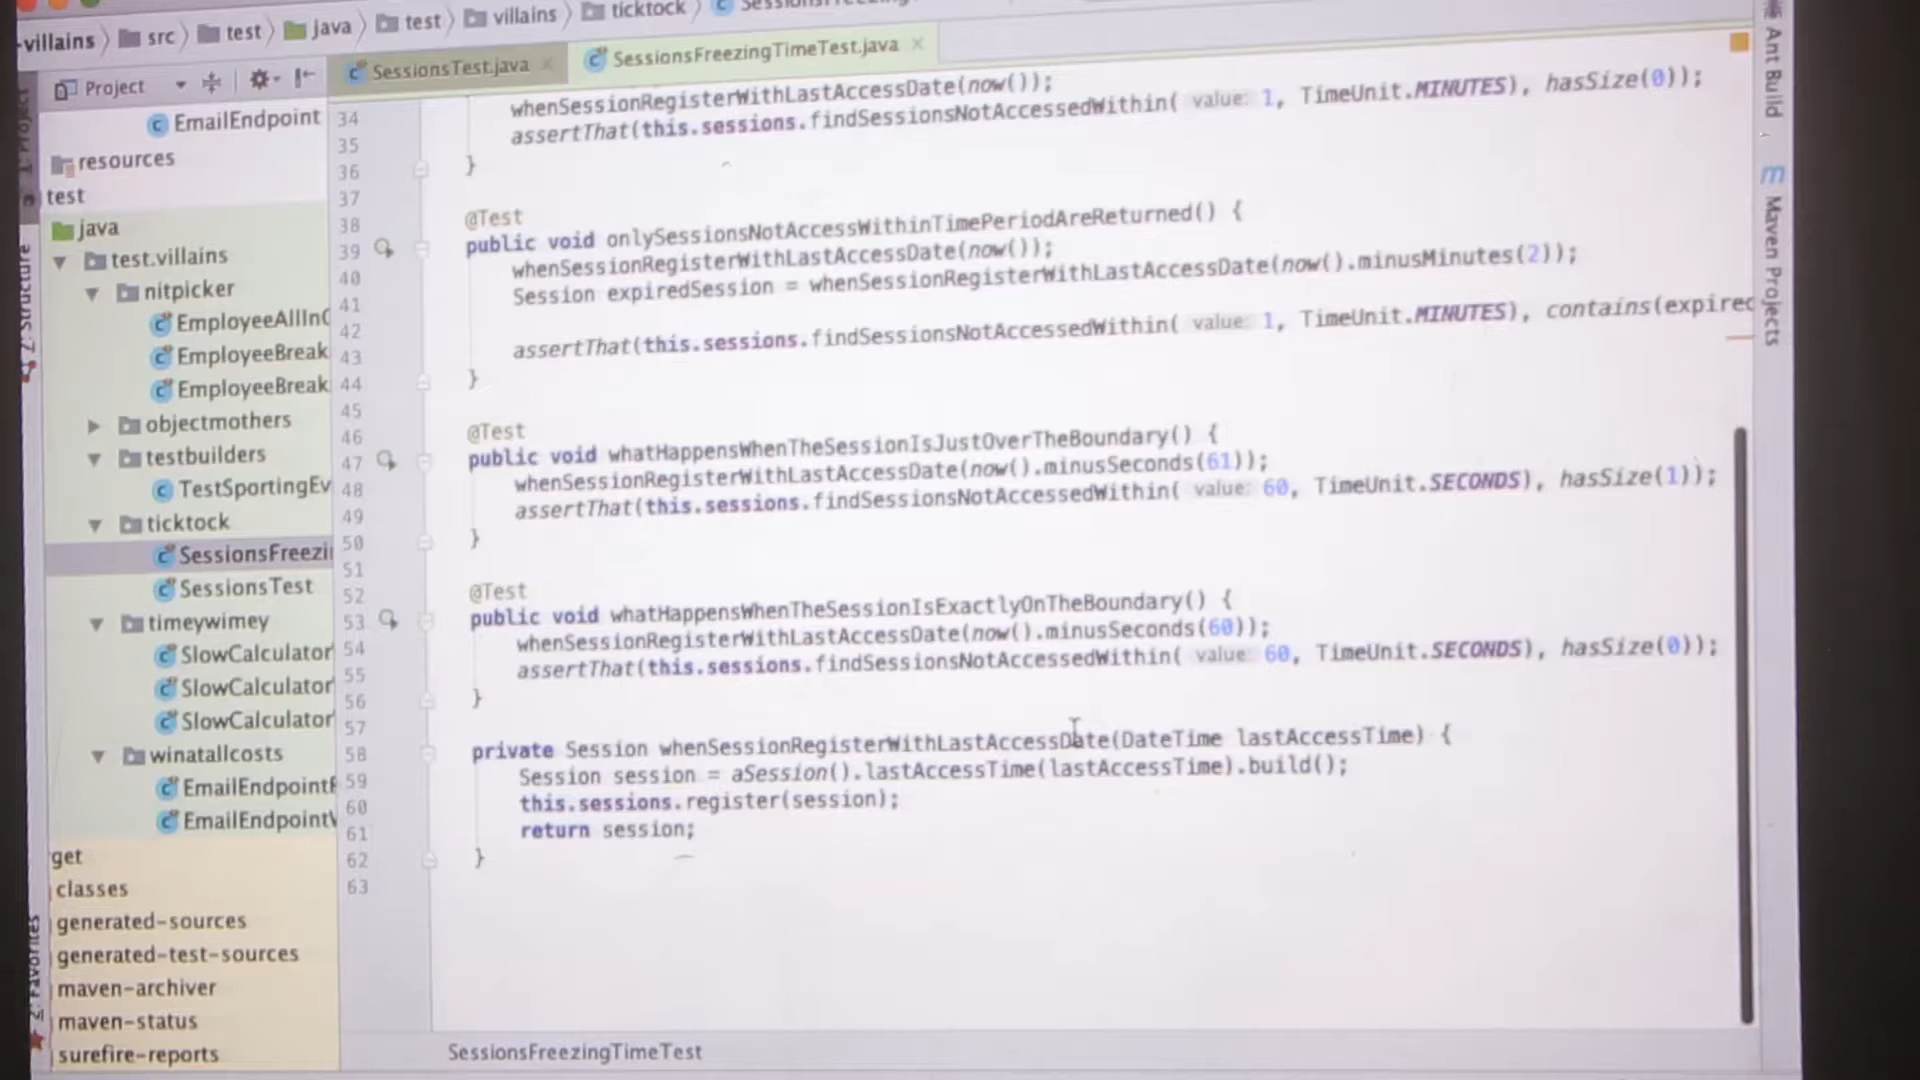 -villains
src
test
java
test
villains
ticktock
Project
SessionsTest.java
SessionsFreezingTimeTest.java
EmailEndpoint
resources
test
java
test.villains
nitpicker
EmployeeAllInO
EmployeeBreak
EmployeeBreak
objectmothers
testbuilders
TestSportingEv
ticktock
SessionsFreezi
SessionsTest
timeywimey
SlowCalculator
SlowCalculator
SlowCalculator
winatallcosts
EmailEndpoint
EmailEndpoint
get
classes
generated-sources
generated-test-sources
maven-archiver
maven-status
surefire-reports
whenSessionRegisterWithLastAccessDate(now());
34 assertThat(this.sessions.findSessionsNotAccessedWithin( value: 1, TimeUnit.MINUTES), hasSize(0));
35
36 }
37
38 @Test
39 public void onlySessionsNotAccessWithinTimePeriodAreReturned() {
40 whenSessionRegisterWithLastAccessDate(now());
41 Session expiredSession = whenSessionRegisterWithLastAccessDate(now().minusMinutes(2));
42
43 assertThat(this.sessions.findSessionsNotAccessedWithin( value: 1, TimeUnit.MINUTES), contains(expired
44 }
45
46 @Test
47 public void whatHappensWhenTheSessionIsJustOverTheBoundary() {
48 whenSessionRegisterWithLastAccessDate(now().minusSeconds(61));
49 assertThat(this.sessions.findSessionsNotAccessedWithin( value: 60, TimeUnit.SECONDS), hasSize(1));
50 }
51
52 @Test
53 public void whatHappensWhenTheSessionIsExactlyOnTheBoundary() {
54 whenSessionRegisterWithLastAccessDate(now().minusSeconds(60));
55 assertThat(this.sessions.findSessionsNotAccessedWithin( value: 60, TimeUnit.SECONDS), hasSize(0));
56 }
57
58 private Session whenSessionRegisterWithLastAccessDate(DateTime lastAccessTime) {
59 Session session = aSession().lastAccessTime(lastAccessTime).build();
60 this.sessions.register(session);
61 return session;
62 }
63
SessionsFreezingTimeTest
1: Project
Z: Structure
2: Favorites
Ant Build
m Maven Projects